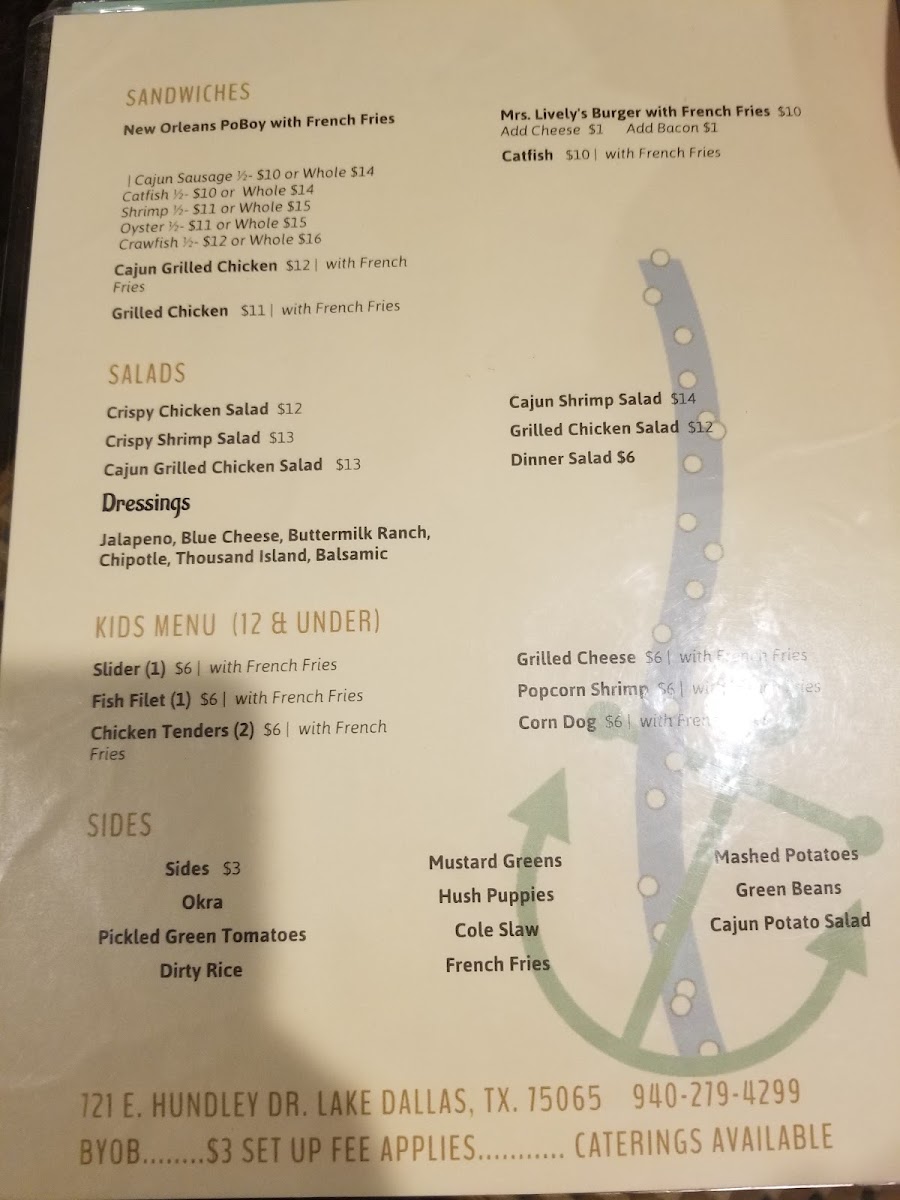 SANDWICHES
New Orleans PoBoy with French Fries
| Cajun Sausage ½- $10 or Whole $14
Catfish ½- $10 or Whole $14
Shrimp ½- $11 or Whole $15
Oyster ½- $11 or Whole $15
Crawfish ½- $12 or Whole $16
Cajun Grilled Chicken $12 | with French
Fries
Grilled Chicken $11 | with French Fries
Mrs. Lively's Burger with French Fries $10
Add Cheese $1 Add Bacon $1
Catfish $10 | with French Fries
SALADS
Crispy Chicken Salad $12
Crispy Shrimp Salad $13
Cajun Grilled Chicken Salad $13
Cajun Shrimp Salad $14
Grilled Chicken Salad $12
Dinner Salad $6
Dressings
Jalapeno, Blue Cheese, Buttermilk Ranch,
Chipotle, Thousand Island, Balsamic
KIDS MENU (12 & UNDER)
Slider (1) $6 | with French Fries
Fish Filet (1) $6 | with French Fries
Chicken Tenders (2) $6 | with French
Fries
Grilled Cheese $6 | with French Fries
Popcorn Shrimp $6 | with French Fries
Corn Dog $6 | with French
SIDES
Sides $3
Okra
Pickled Green Tomatoes
Dirty Rice
Mustard Greens
Hush Puppies
Cole Slaw
French Fries
Mashed Potatoes
Green Beans
Cajun Potato Salad
721 E. HUNDLEY DR. LAKE DALLAS, TX. 75065 940-279-4299
BYOB........$3 SET UP FEE APPLIES........... CATERINGS AVAILABLE